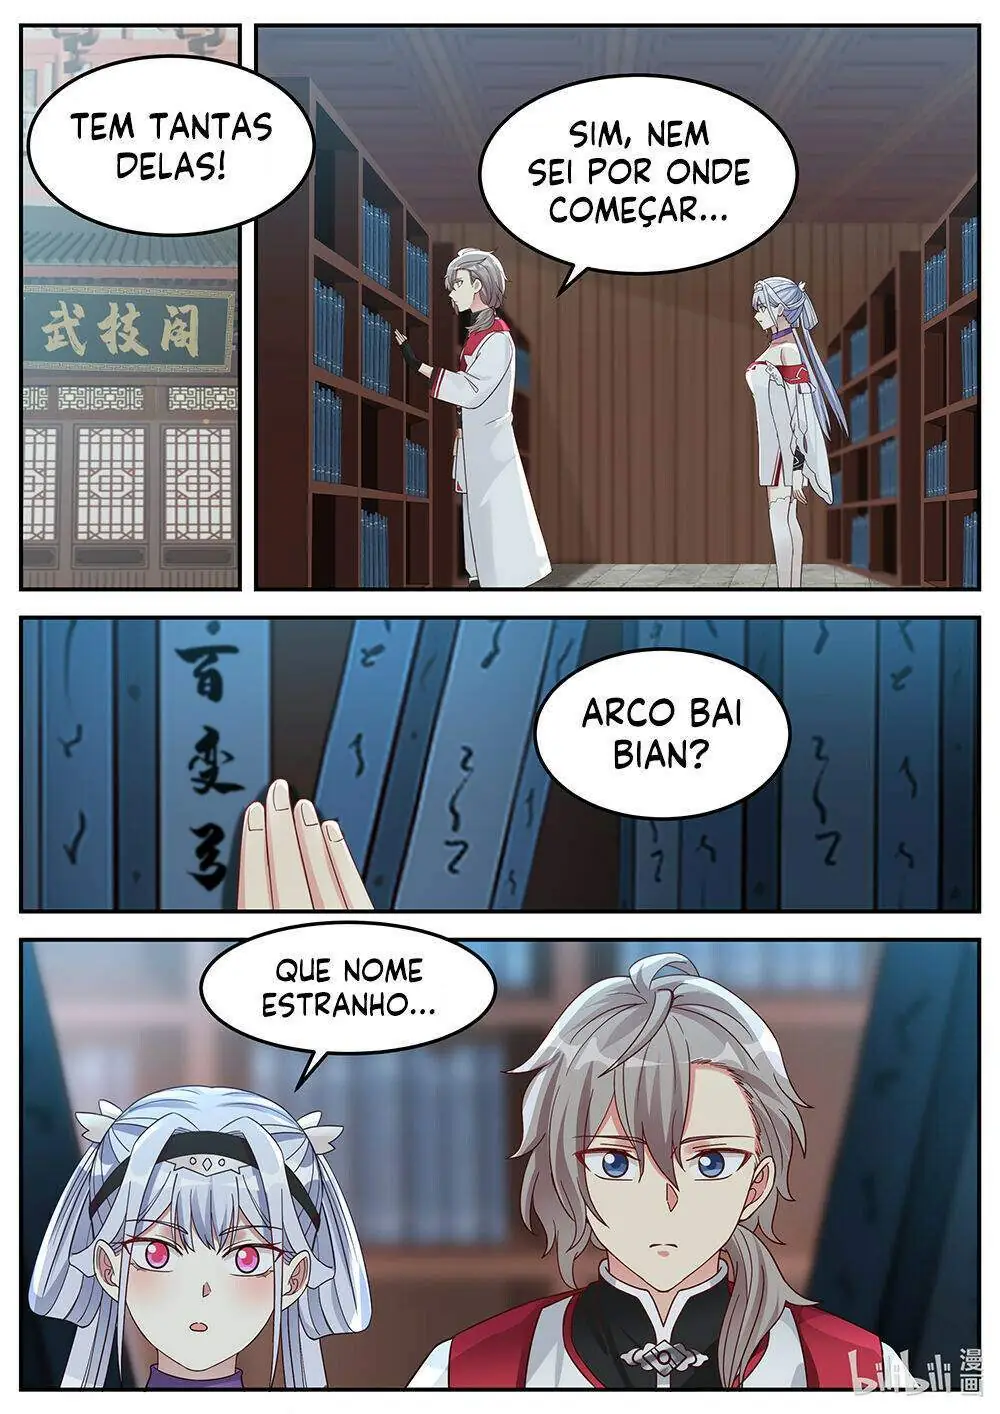 TEM TANTAS
DELAS!
SIM, NEM
SEI POR ONDE
COMEÇAR...
武技阁
百变弓
ARCO BAI
BIAN?
QUE NOME
ESTRANHO...
bilibili 漫画